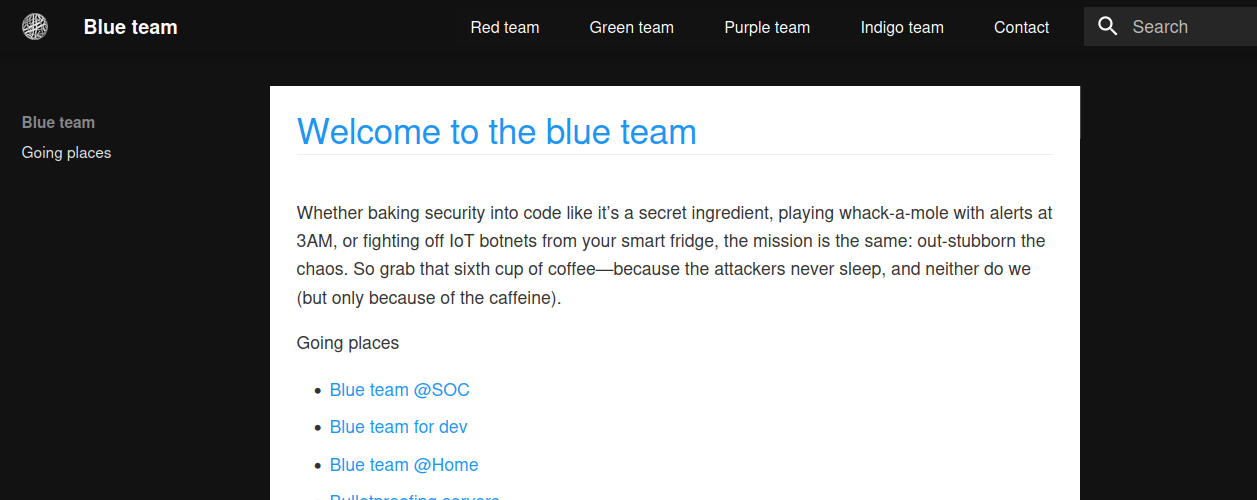 Blue team
Red team
Green team
Purple team
Indigo team
Contact
Search
Blue team
Going places
Welcome to the blue team
Whether baking security into code like it’s a secret ingredient, playing whack-a-mole with alerts at
3AM, or fighting off IoT botnets from your smart fridge, the mission is the same: out-stubborn the
chaos. So grab that sixth cup of coffee—because the attackers never sleep, and neither do we
(but only because of the caffeine).
Going places
Blue team @SOC
Blue team for dev
Blue team @Home
Bulletproofing servers